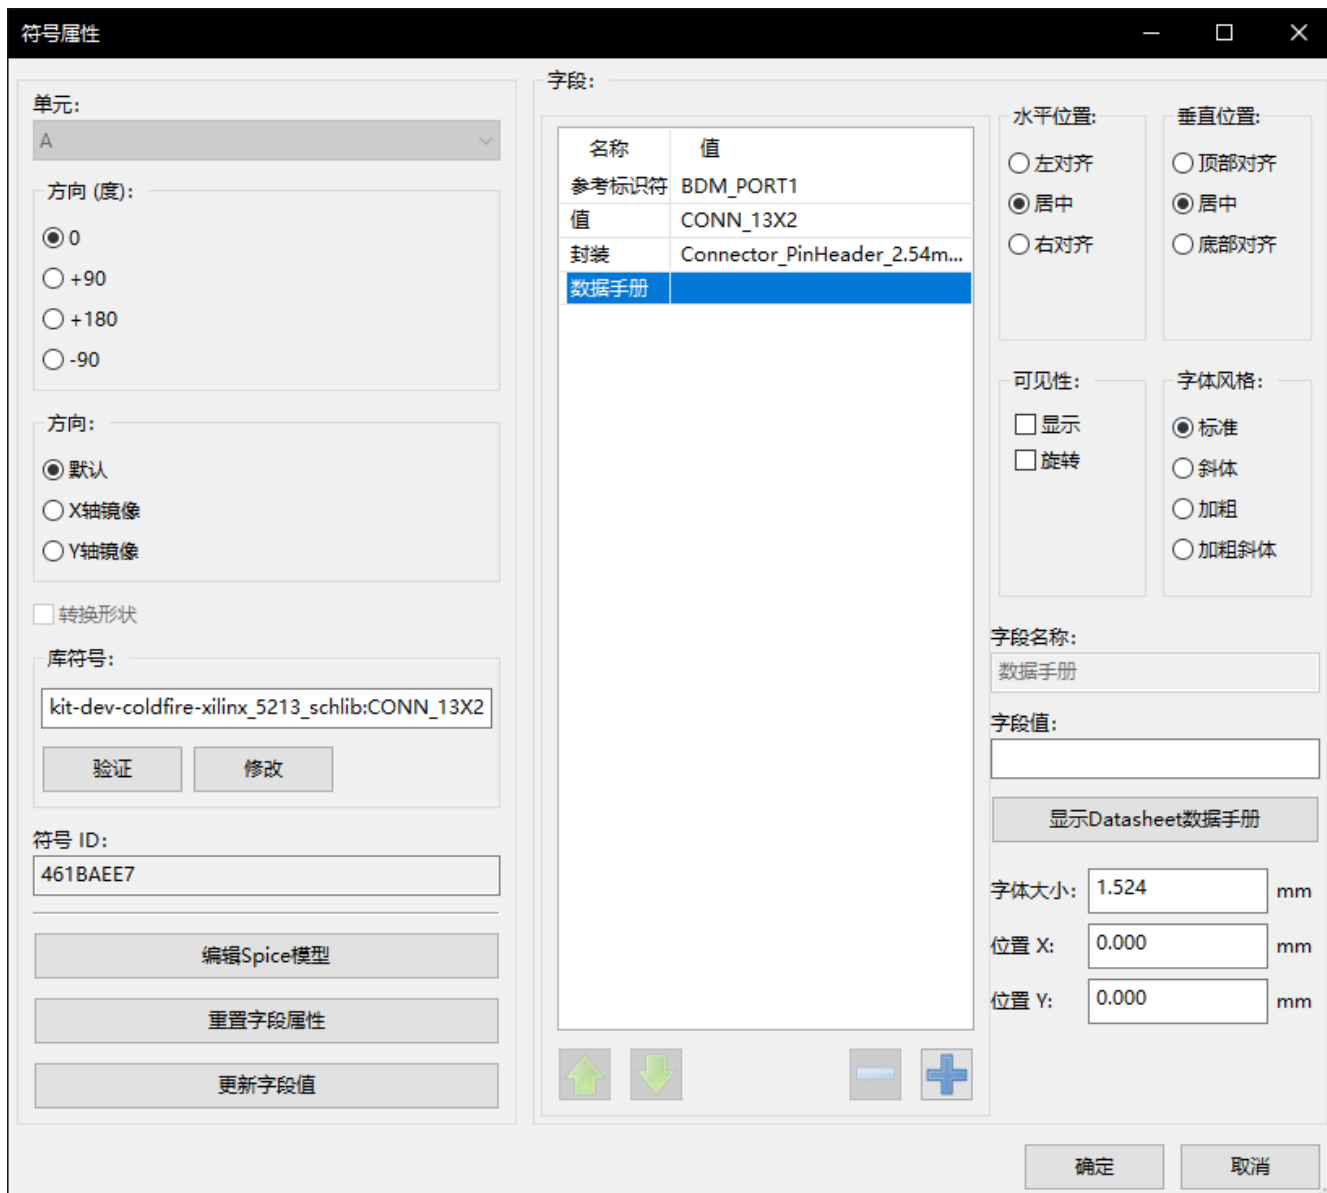 符号属性
单元:
A
方向 (度):
0
+90
+180
-90
方向:
默认
X轴镜像
Y轴镜像
转换形状
库符号:
kit-dev-coldfire-xilinx_5213_schlib:CONN_13X2
验证 修改
符号 ID:
461BAEE7
编辑Spice模型
重置字段属性
更新字段值
字段:
名称 值
参考标识符 BDM_PORT1
值 CONN_13X2
封装 Connector_PinHeader_2.54m...
数据手册
水平位置:
左对齐
居中
右对齐
垂直位置:
顶部对齐
居中
底部对齐
可见性:
显示
旋转
字体风格:
标准
斜体
加粗
加粗斜体
字段名称:
数据手册
字段值:
显示Datasheet数据手册
字体大小: 1.524 mm
位置 X: 0.000 mm
位置 Y: 0.000 mm
确定 取消